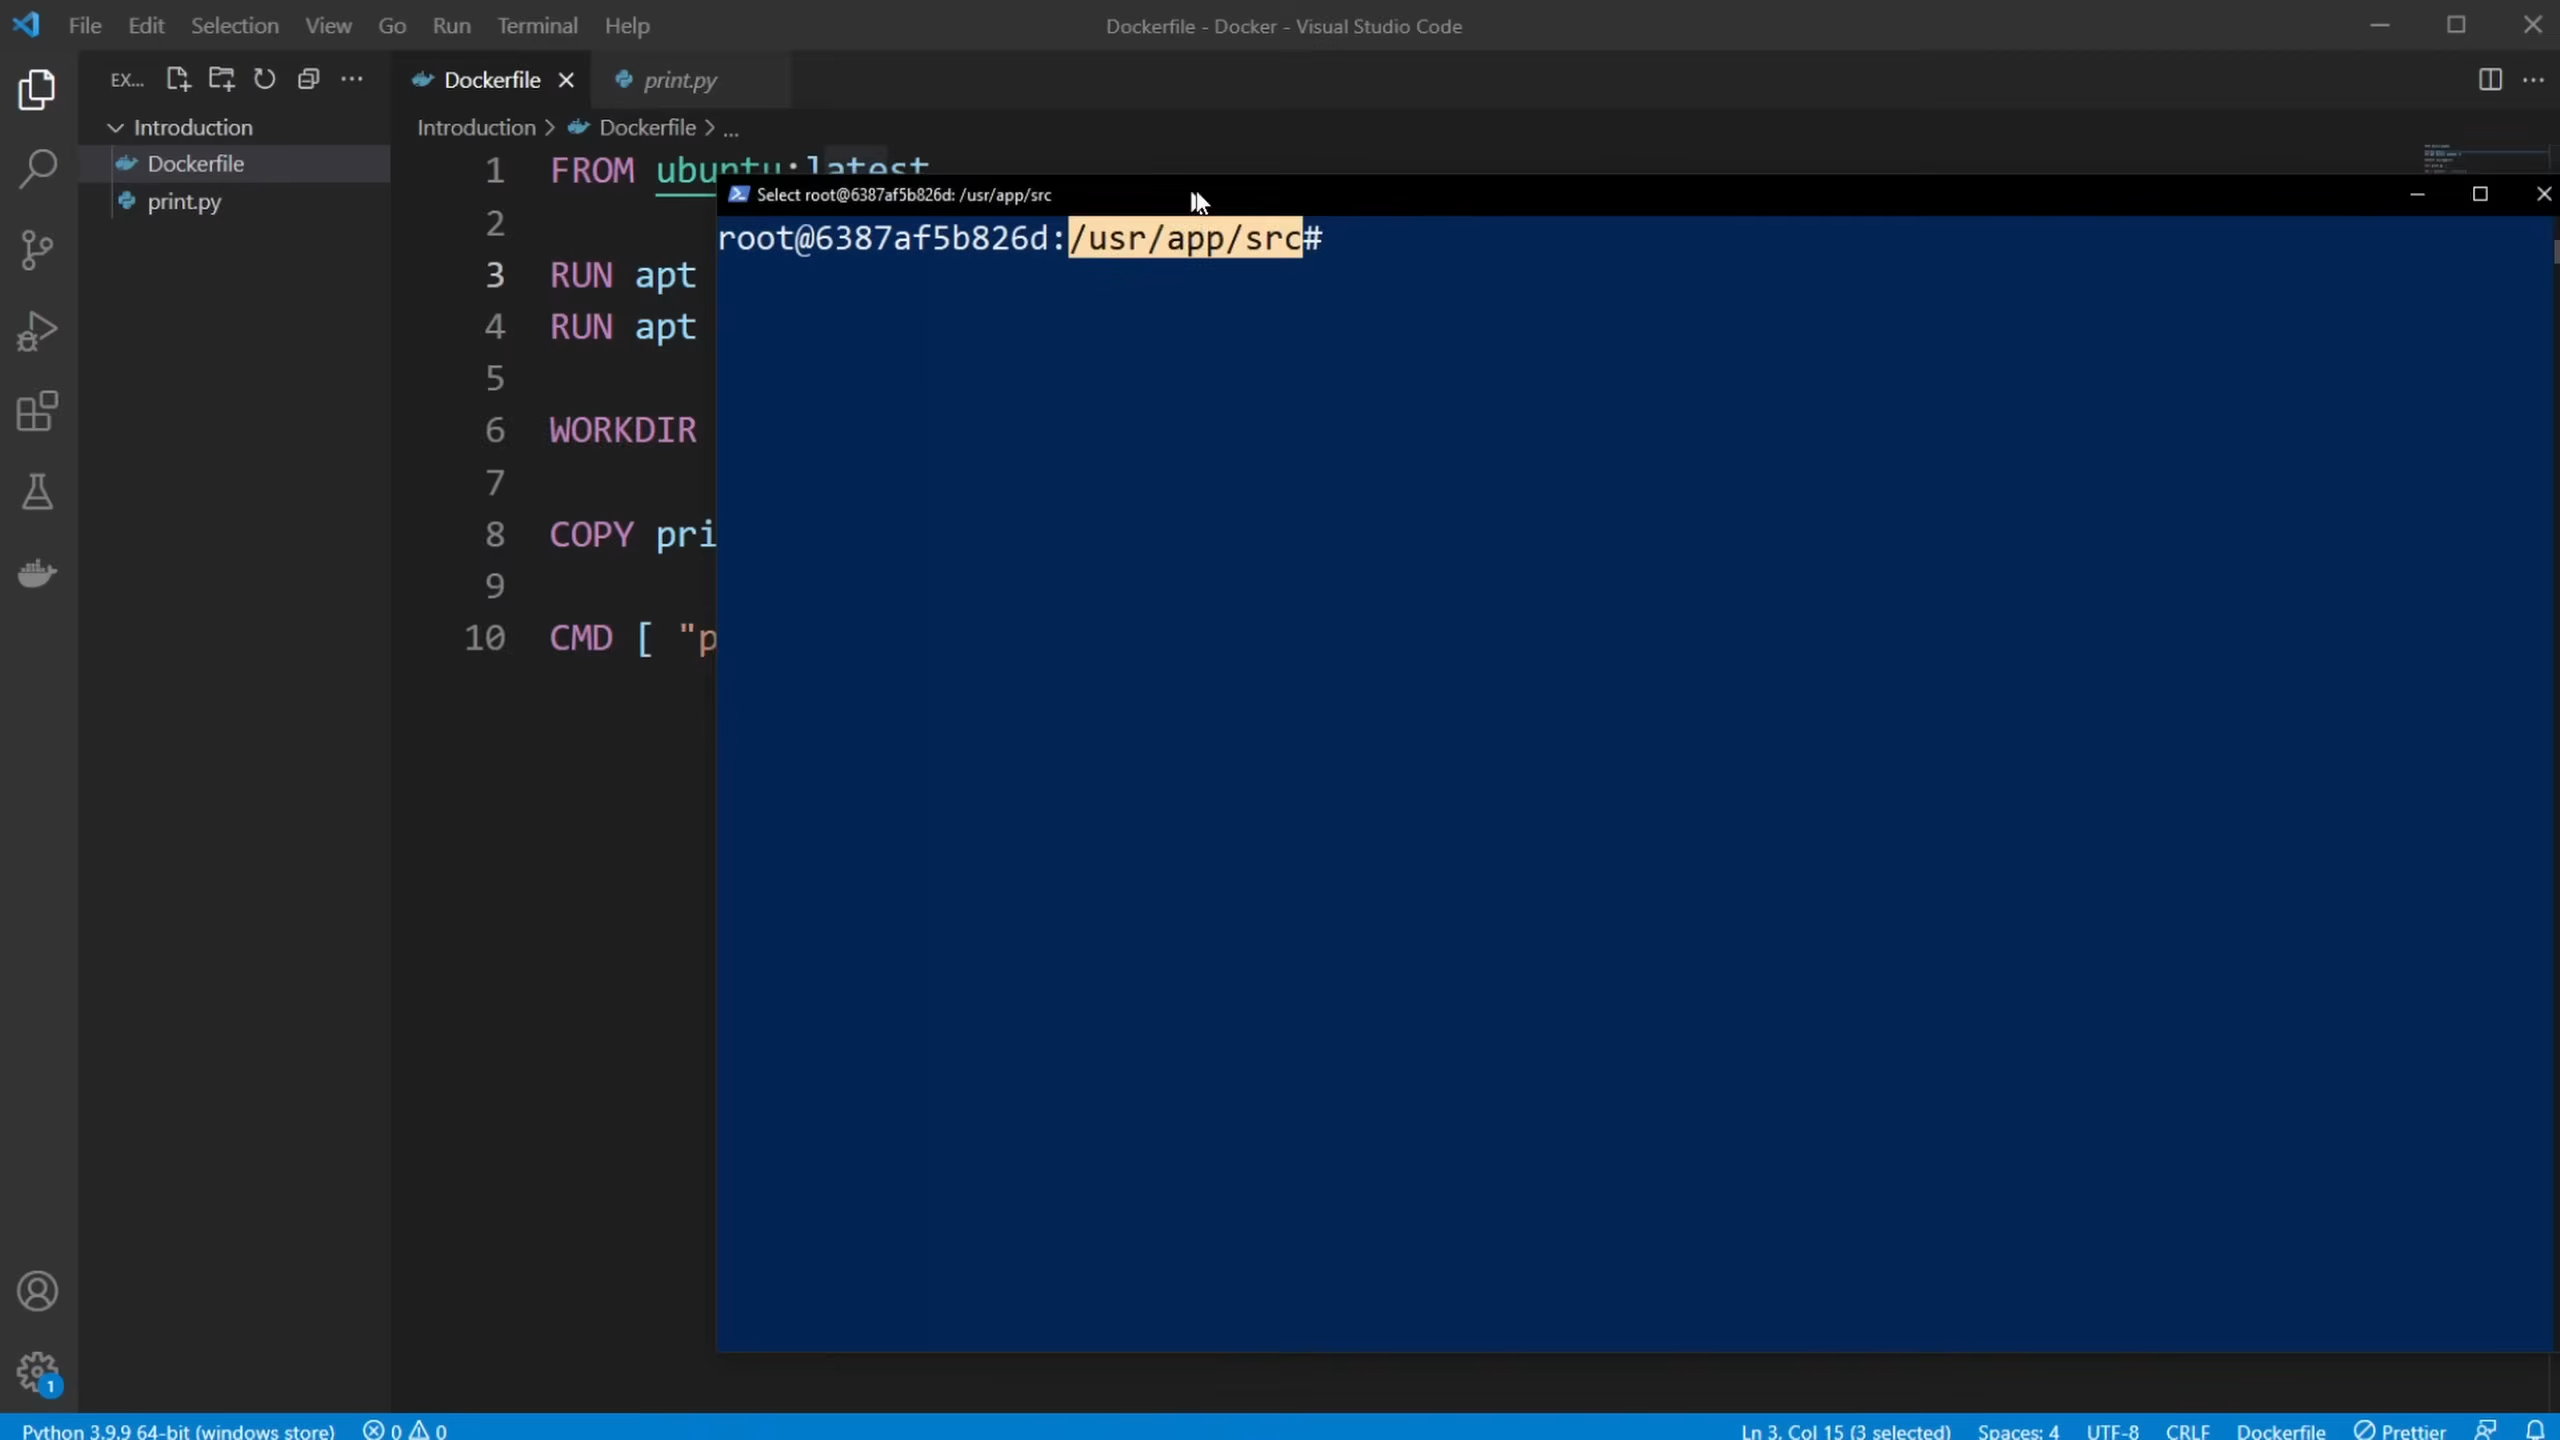 File Edit Selection View Go Run Terminal Help
Dockerfile - Docker - Visual Studio Code
EX...
Dockerfile
print.py
Introduction
Introduction > Dockerfile > ...
Dockerfile
print.py
1 FROM ubuntu:latest
2
3 RUN apt
4 RUN apt
5
6 WORKDIR
7
8 COPY pri
9
10 CMD [ "p
Select root@6387af5b826d: /usr/app/src
root@6387af5b826d:/usr/app/src#
1
Python 3.9.9 64-bit (windows store) 0 0 Ln 3, Col 15 (3 selected) Spaces: 4 UTF-8 CRLF Dockerfile Prettier